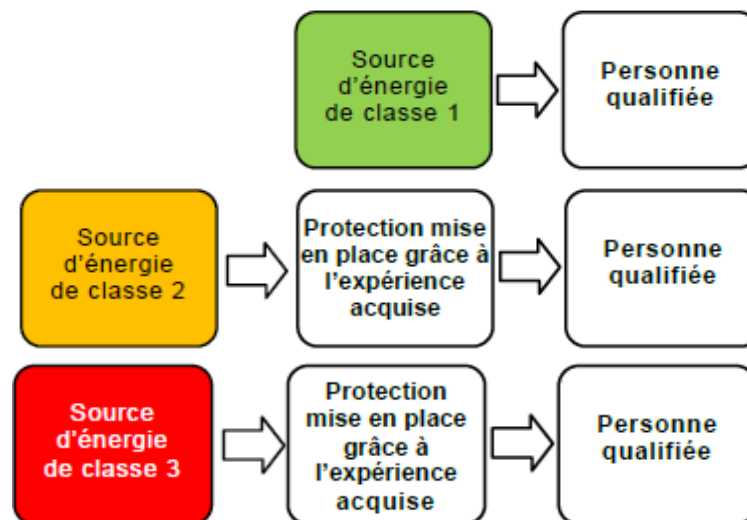 Source
d'énergie
de classe 1
Personne
qualifiée
Source
d'énergie
de classe 2
Protection mise
en place grâce à
l'expérience
acquise
Personne
qualifiée
Source
d'énergie
de classe 3
Protection
mise en place
grâce à
l'expérience
acquise
Personne
qualifiée